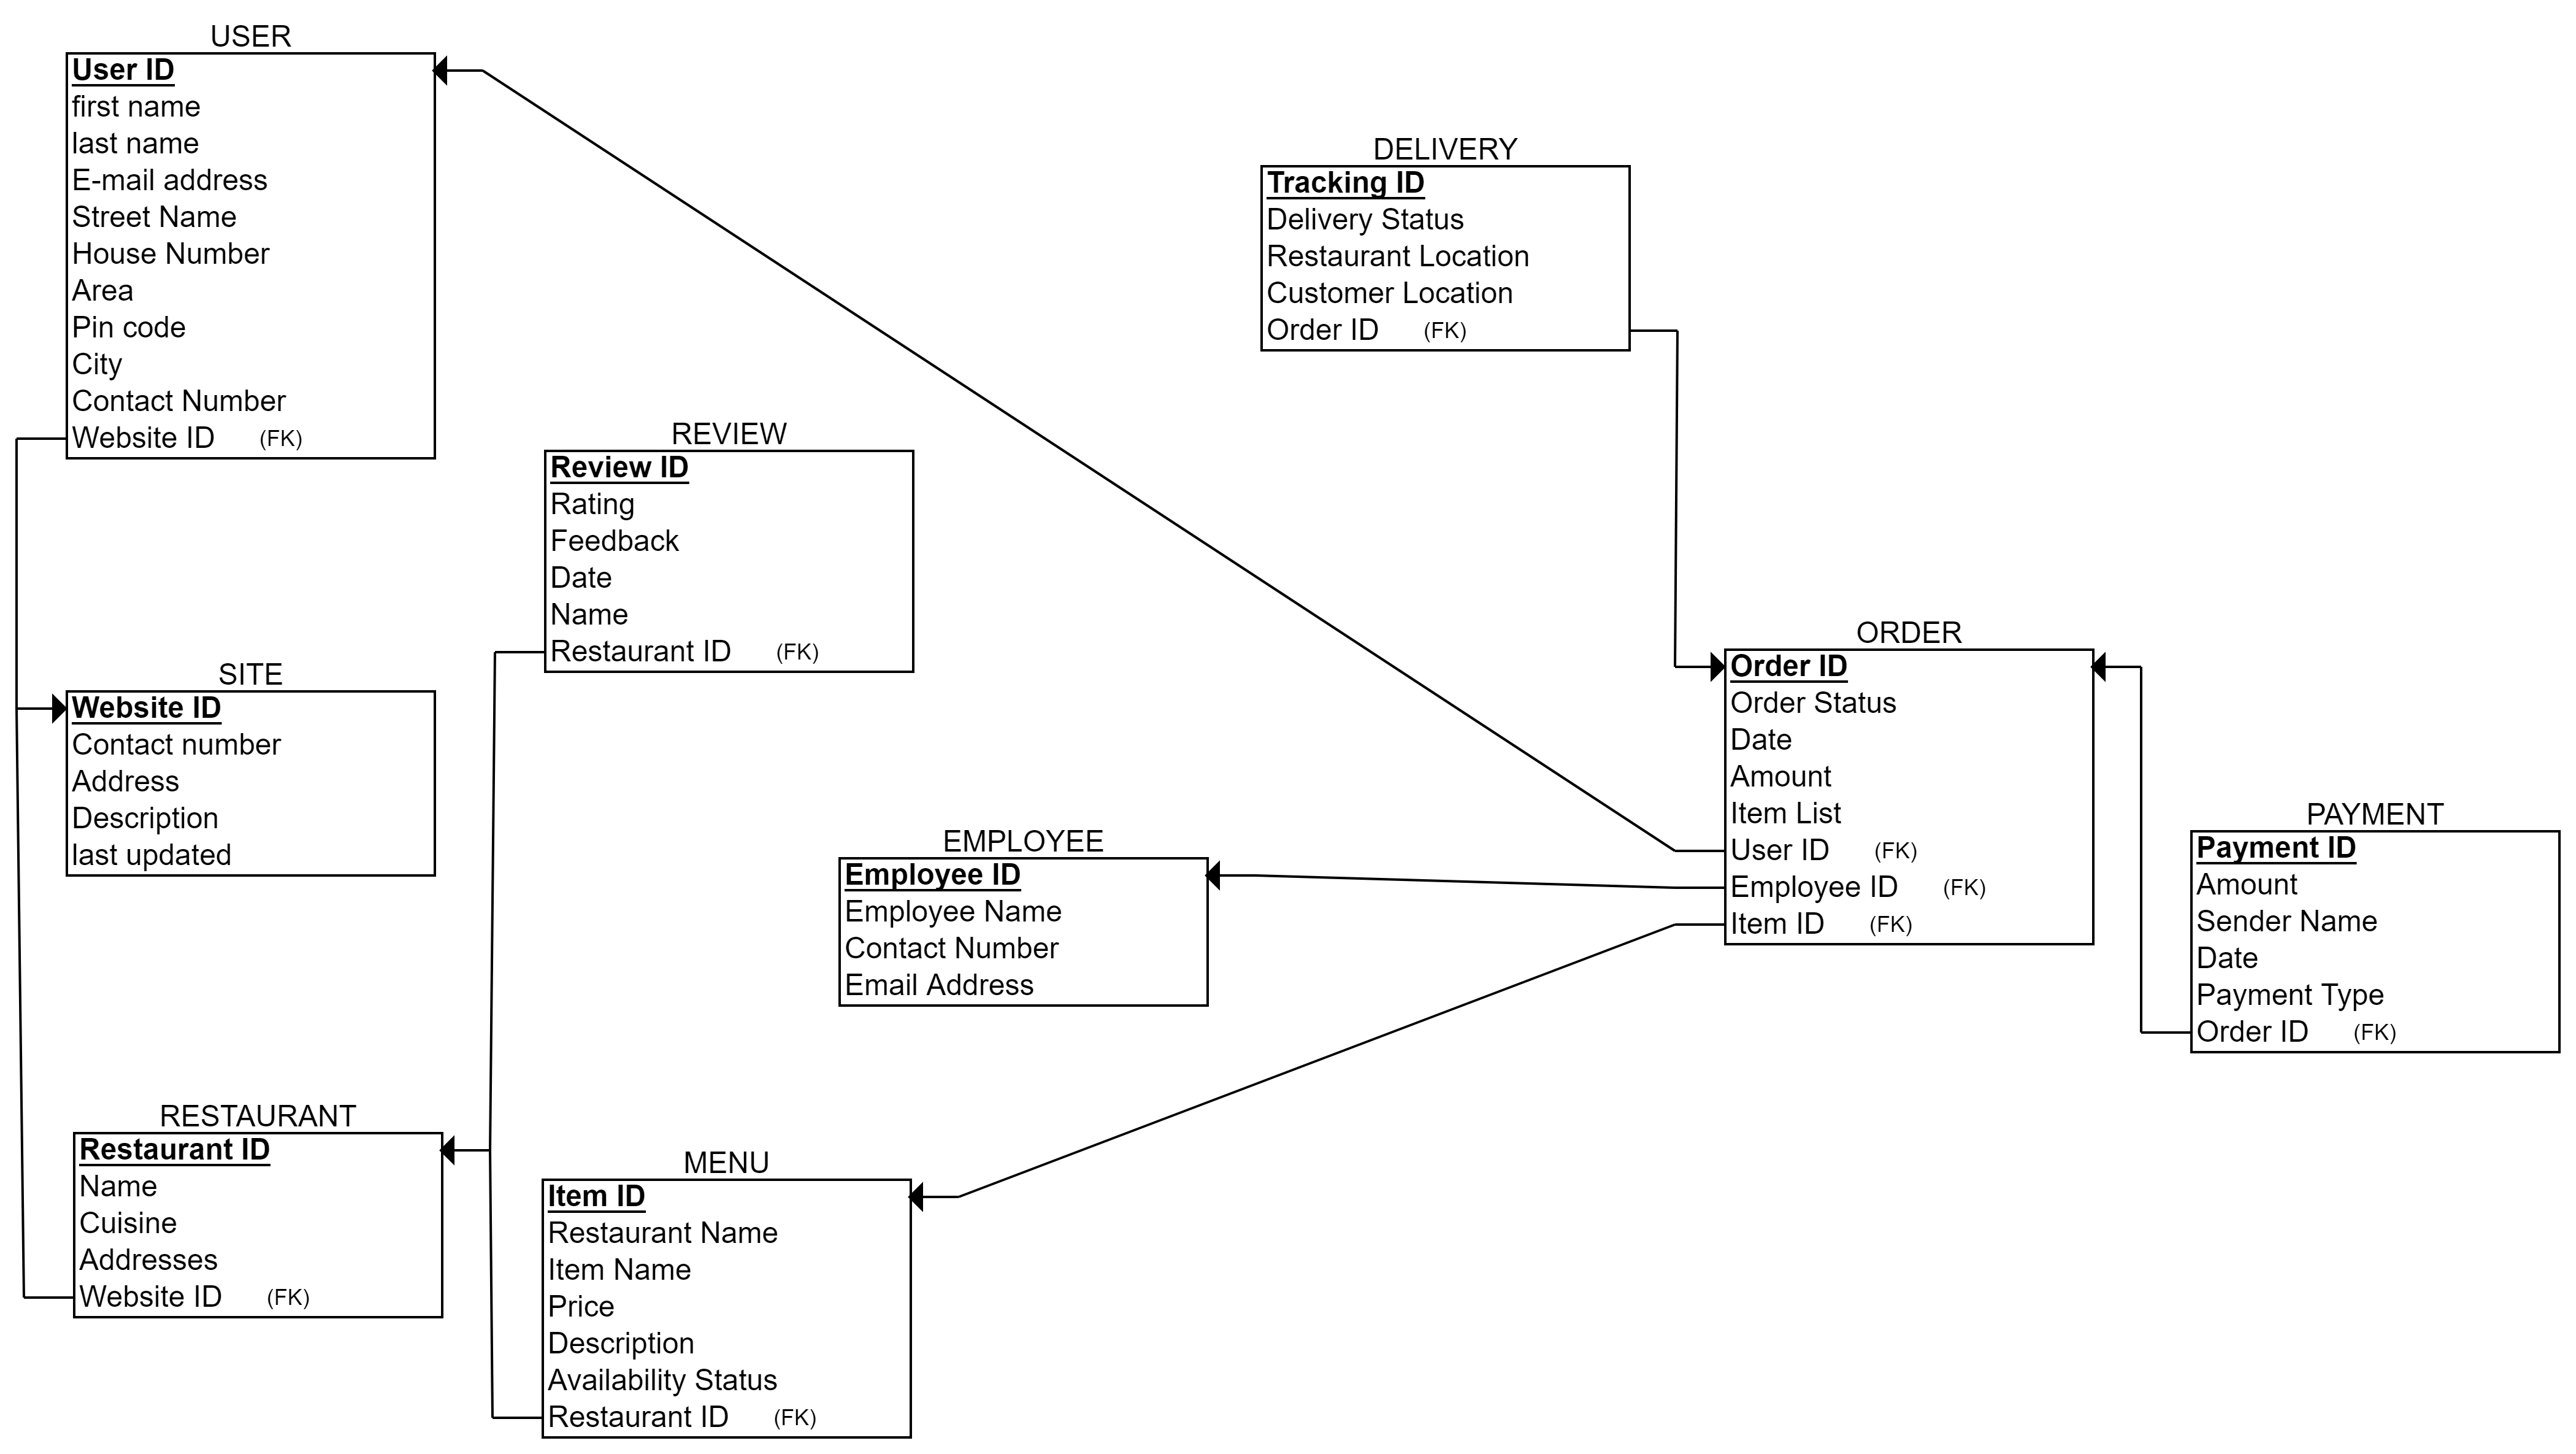 USER
User ID
first name
last name
E-mail address
Street Name
House Number
Area
Pin code
City
Contact Number
Website ID (FK)
DELIVERY
Tracking ID
Delivery Status
Restaurant Location
Customer Location
Order ID (FK)
REVIEW
Review ID
Rating
Feedback
Date
Name
Restaurant ID (FK)
SITE
Website ID
Contact number
Address
Description
last updated
ORDER
Order ID
Order Status
Date
Amount
Item List
User ID (FK)
Employee ID (FK)
Item ID (FK)
EMPLOYEE
Employee ID
Employee Name
Contact Number
Email Address
PAYMENT
Payment ID
Amount
Sender Name
Date
Payment Type
Order ID (FK)
RESTAURANT
Restaurant ID
Name
Cuisine
Addresses
Website ID (FK)
MENU
Item ID
Restaurant Name
Item Name
Price
Description
Availability Status
Restaurant ID (FK)